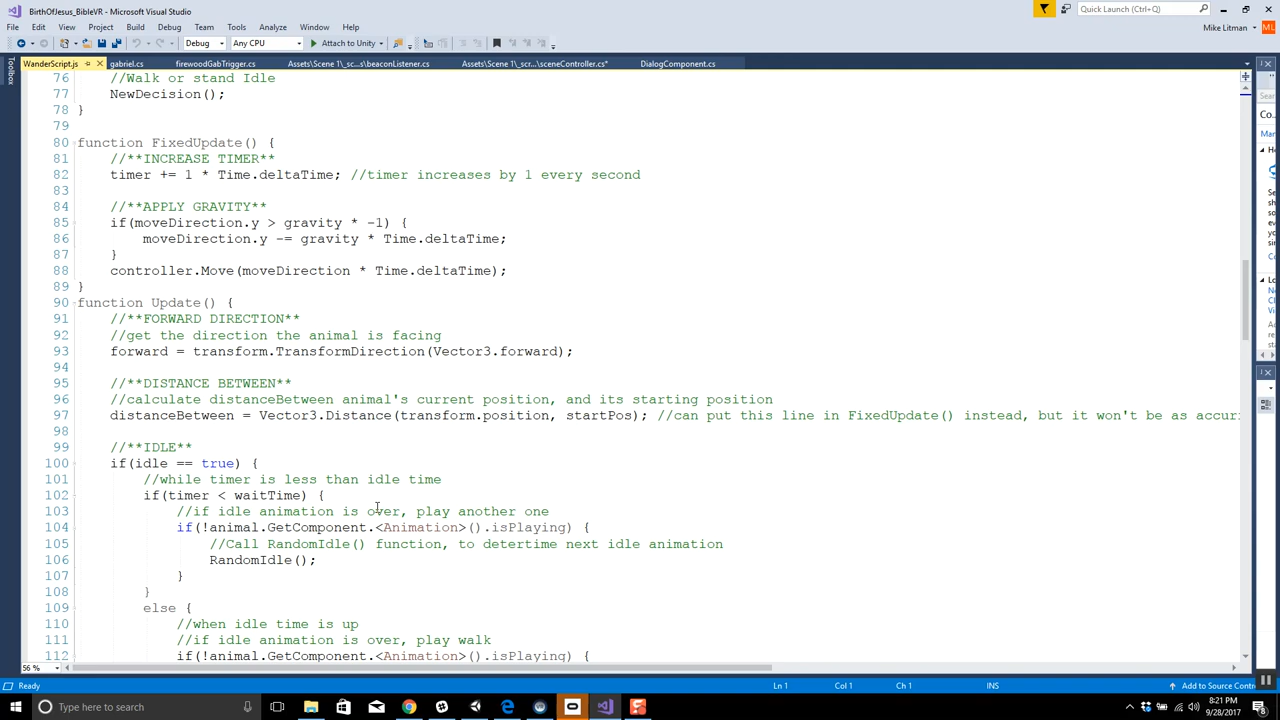 BirthOfJesus_BibleVR - Microsoft Visual Studio
Quick Launch (Ctrl+Q)
File Edit View Project Build Debug Team Tools Analyze Window Help
Mike Litman ML
Debug Any CPU Attach to Unity
WanderScript.js gabriel.cs firewoodGabTrigger.cs Assets\Scene 1\_sc...s\beaconListener.cs Assets\Scene 1\_scr...\sceneController.cs* DialogComponent.cs
Toolbox
76 //Walk or stand Idle
77 NewDecision();
78 }
79
80 function FixedUpdate() {
81 //**INCREASE TIMER**
82 timer += 1 * Time.deltaTime; //timer increases by 1 every second
83
84 //**APPLY GRAVITY**
85 if(moveDirection.y > gravity * -1) {
86 moveDirection.y -= gravity * Time.deltaTime;
87 }
88 controller.Move(moveDirection * Time.deltaTime);
89 }
90 function Update() {
91 //**FORWARD DIRECTION**
92 //get the direction the animal is facing
93 forward = transform.TransformDirection(Vector3.forward);
94
95 //**DISTANCE BETWEEN**
96 //calculate distanceBetween animal's current position, and its starting position
97 distanceBetween = Vector3.Distance(transform.position, startPos); //can put this line in FixedUpdate() instead, but it won't be as accur
98
99 //**IDLE**
100 if(idle == true) {
101 //while timer is less than idle time
102 if(timer < waitTime) {
103 //if idle animation is over, play another one
104 if(!animal.GetComponent.<Animation>().isPlaying) {
105 //Call RandomIdle() function, to detertime next idle animation
106 RandomIdle();
107 }
108 }
109 else {
110 //when idle time is up
111 //if idle animation is over, play walk
112 if(!animal.GetComponent.<Animation>().isPlaying) {
56 %
Ready Ln 1 Col 1 Ch 1 INS Add to Source Contr
Type here to search
8:21 PM
9/28/2017